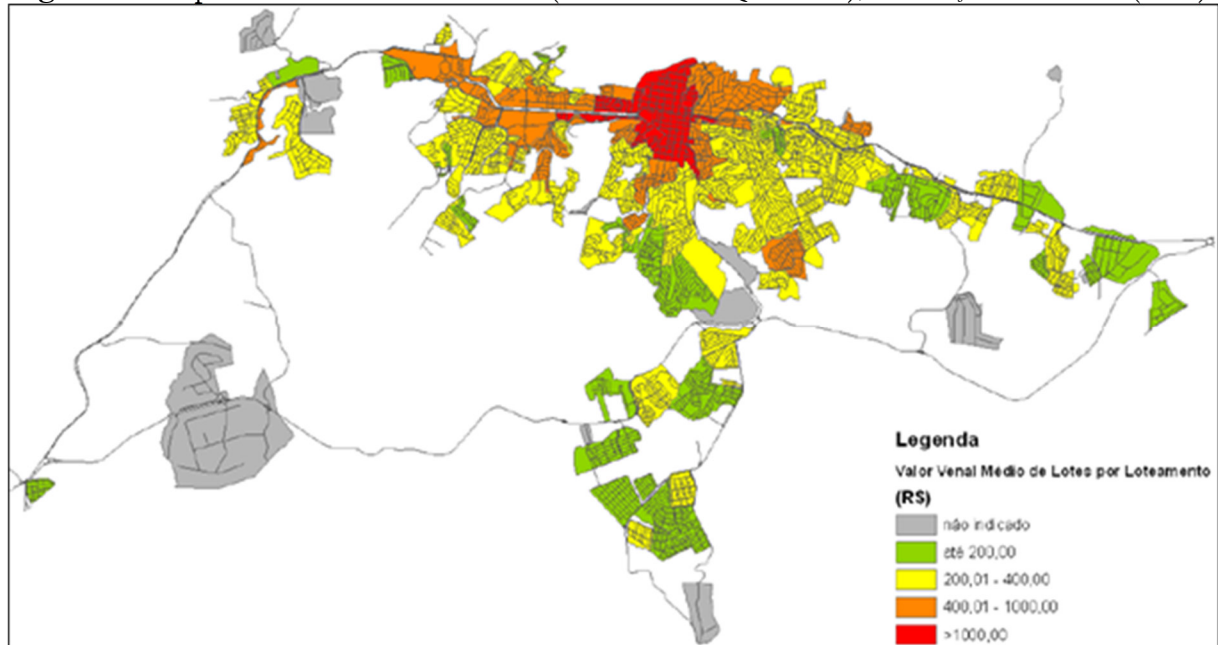 Legenda
Valor Venal Medio de Lotes por Loteamento
(R$)
não indicado
até 200,00
200,01 - 400,00
400,01 - 1000,00
>1000,00